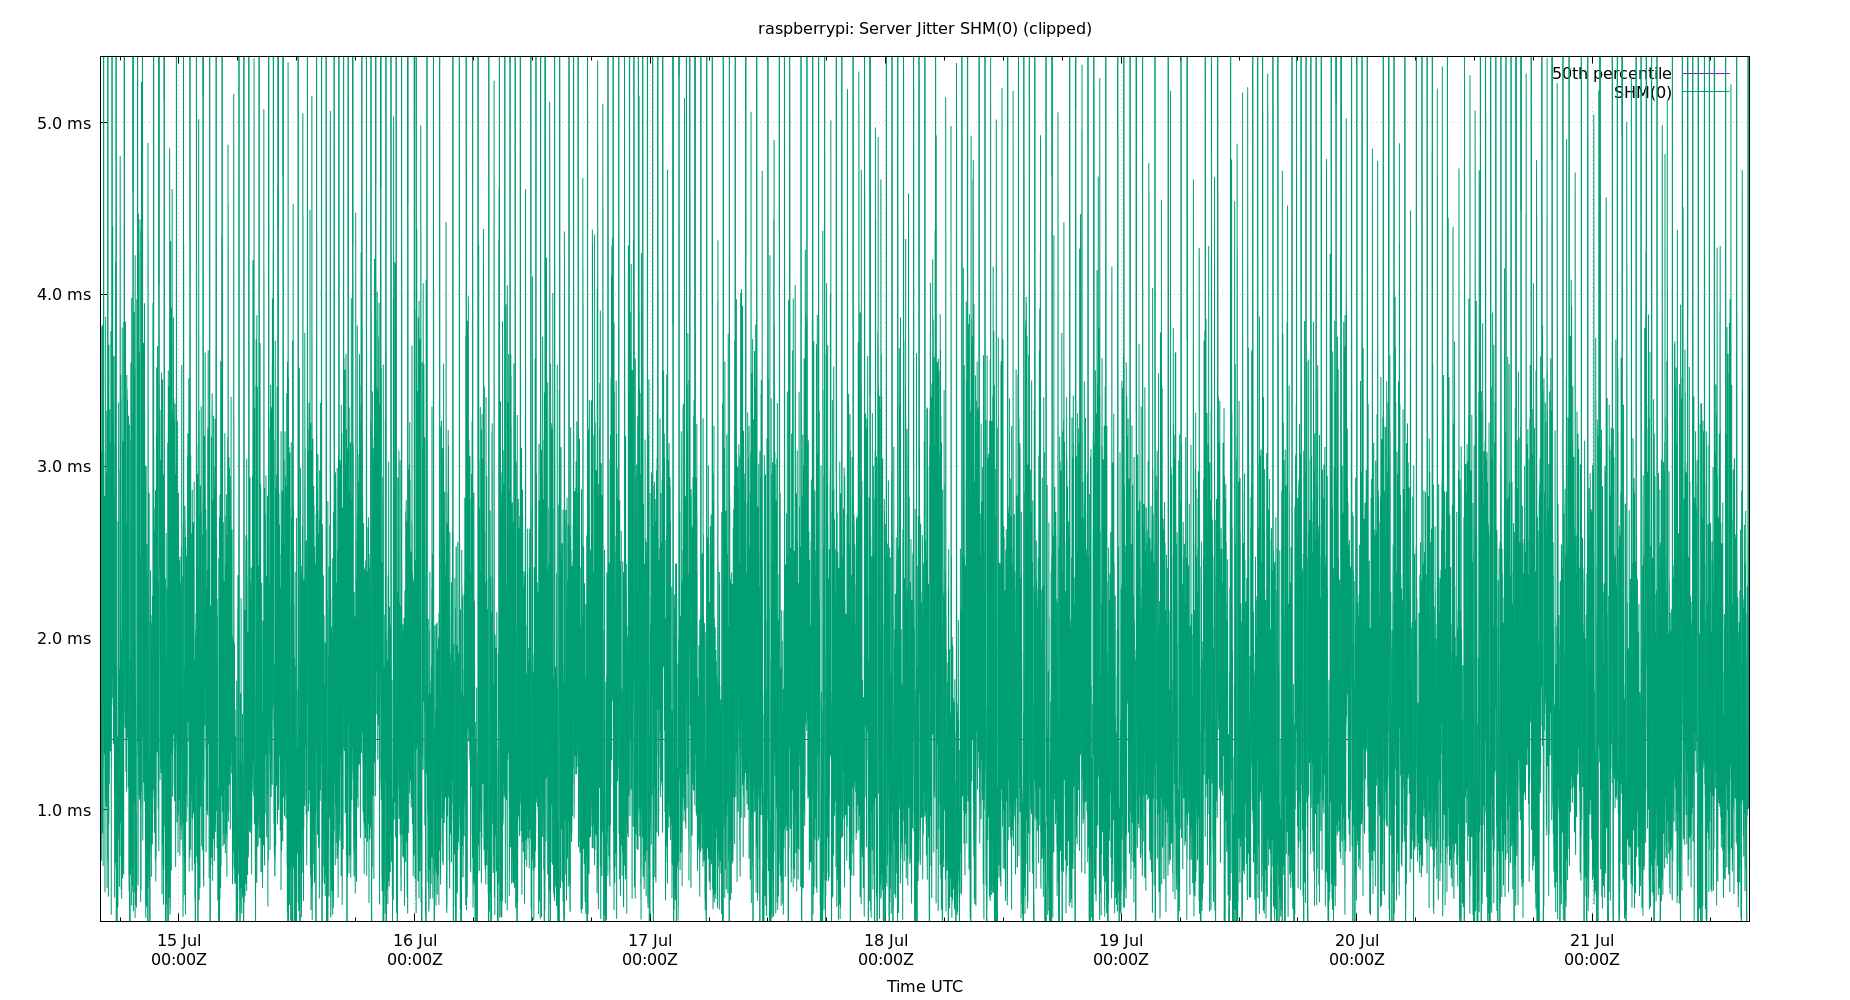 raspberrypi: Server Jitter SHM(0) (clipped)
50th percentile
SHM(0)
5.0 ms
4.0 ms
3.0 ms
2.0 ms
1.0 ms
15 Jul 16 Jul 17 Jul 18 Jul 19 Jul 20 Jul 21 Jul
00:00Z 00:00Z 00:00Z 00:00Z 00:00Z 00:00Z 00:00Z
Time UTC